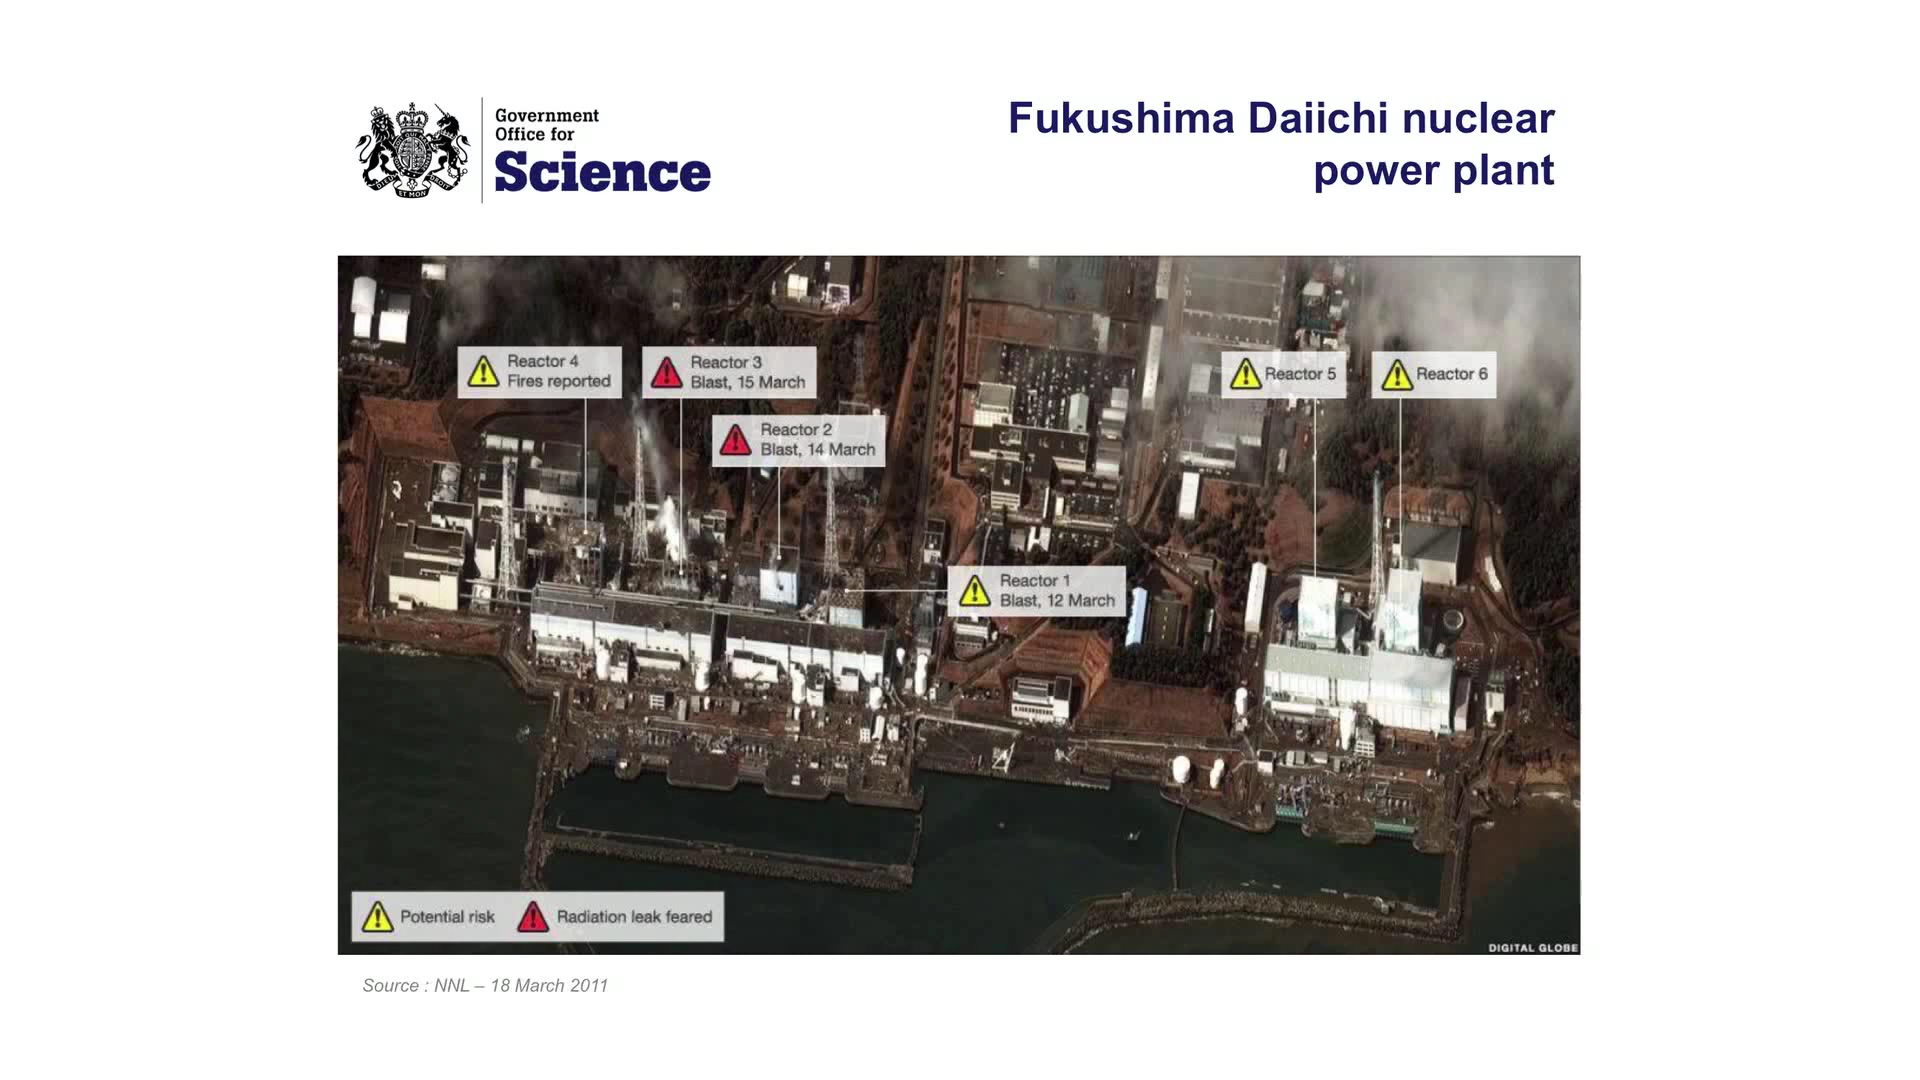 Government
Office for
Science
Fukushima Daiichi nuclear
power plant
Reactor 4
Fires reported
Reactor 3
Blast, 15 March
Reactor 2
Blast, 14 March
Reactor 5
Reactor 6
Reactor 1
Blast, 12 March
Potential risk
Radiation leak feared
DIGITAL GLOBE
Source : NNL – 18 March 2011